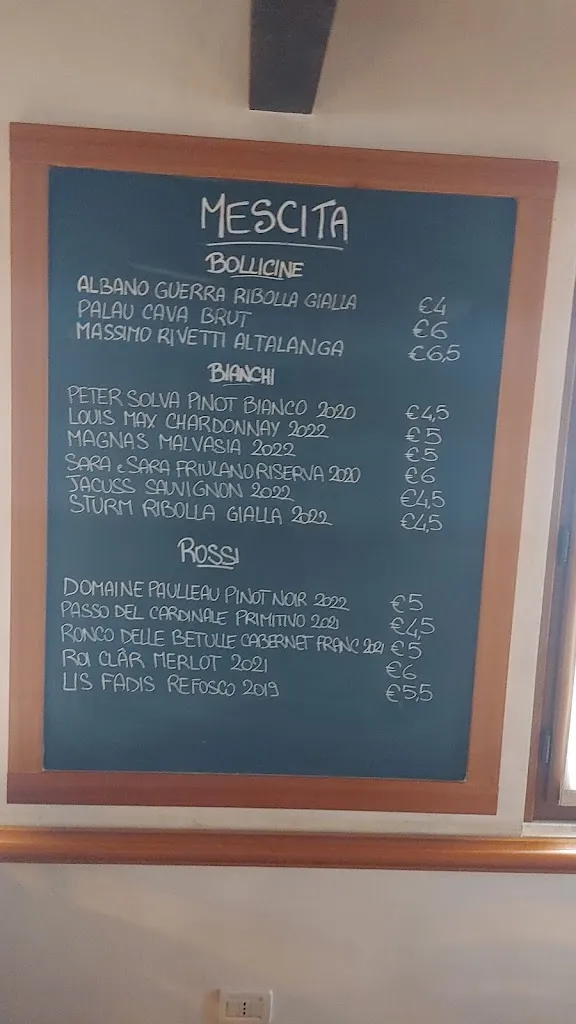 MESCITA
BOLLICINE
ALBANO GUERRA RIBOLLA GIALLA €4
PALAU CAVA BRUT €6
MASSIMO RIVETTI ALTALANGA €6,5
BIANCHI
PETER SOLVA PINOT BIANCO 2020 €4,5
LOUIS MAX CHARDONNAY 2022 €5
MAGNAS MALVASIA 2022 €5
SARA e SARA FRIULANO RISERVA 2020 €6
JACUSS SAUVIGNON 2022 €4,5
STURM RIBOLLA GIALLA 2022 €4,5
ROSSI
DOMAINE PAULLEAU PINOT NOIR 2022 €5
PASSO DEL CARDINALE PRIMITIVO 2021 €4,5
RONCO DELLE BETULLE CABERNET FRANC 2021 €5
ROI CLÂR MERLOT 2021 €6
LIS FADIS REFOSCO 2019 €5,5